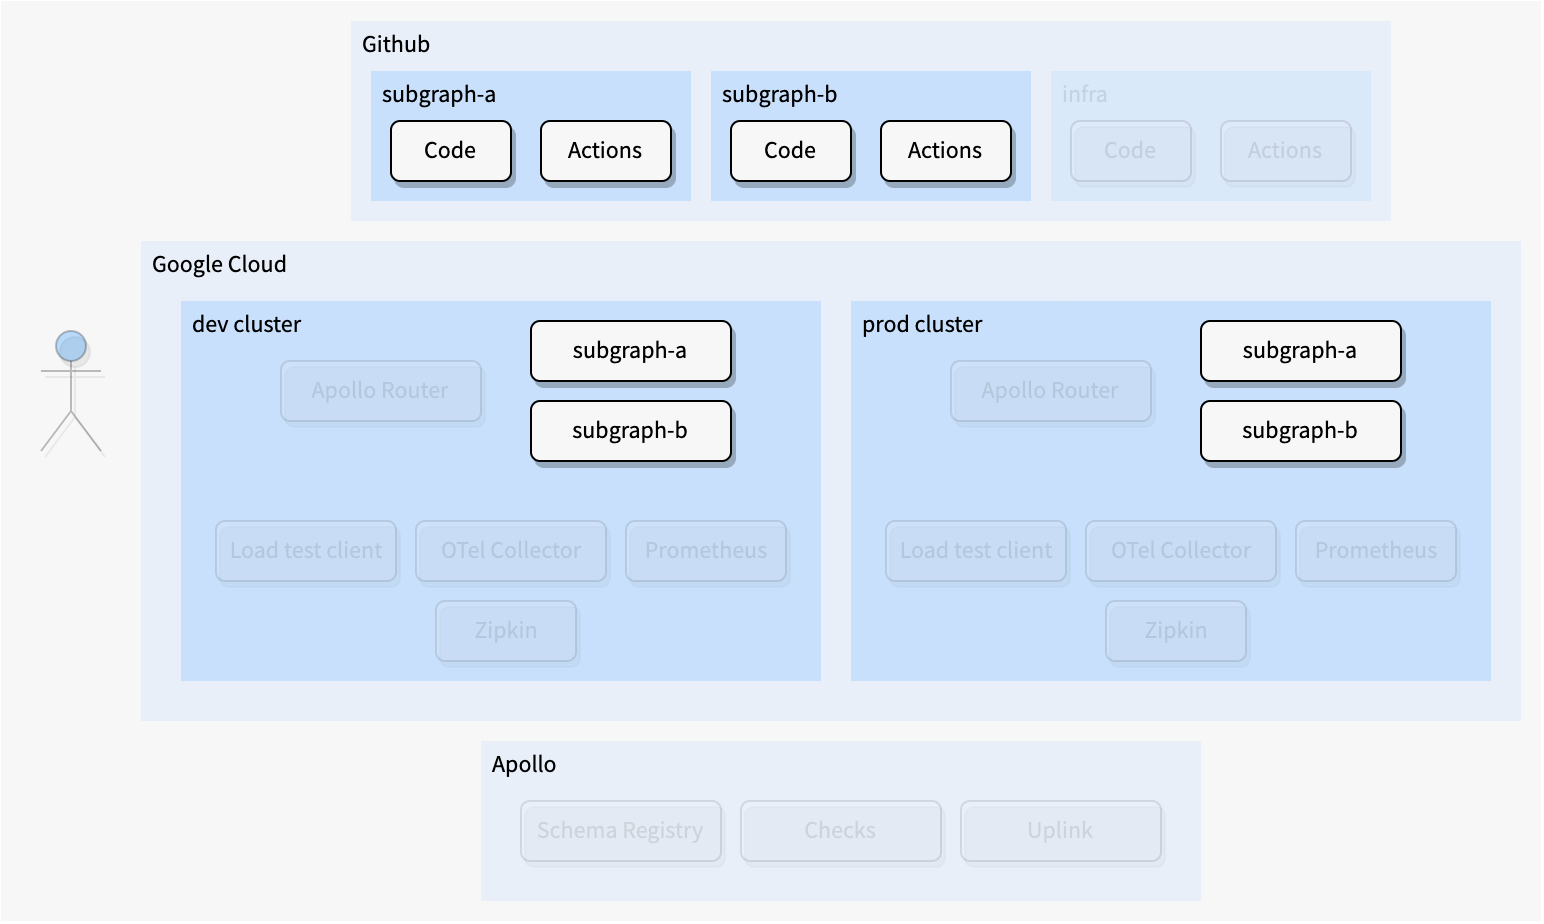 Github
subgraph-a
Code
Actions
subgraph-b
Code
Actions
infra
Code
Actions
Google Cloud
dev cluster
subgraph-a
Apollo Router
subgraph-b
Load test client
OTel Collector
Prometheus
Zipkin
prod cluster
subgraph-a
Apollo Router
subgraph-b
Load test client
OTel Collector
Prometheus
Zipkin
Apollo
Schema Registry
Checks
Uplink